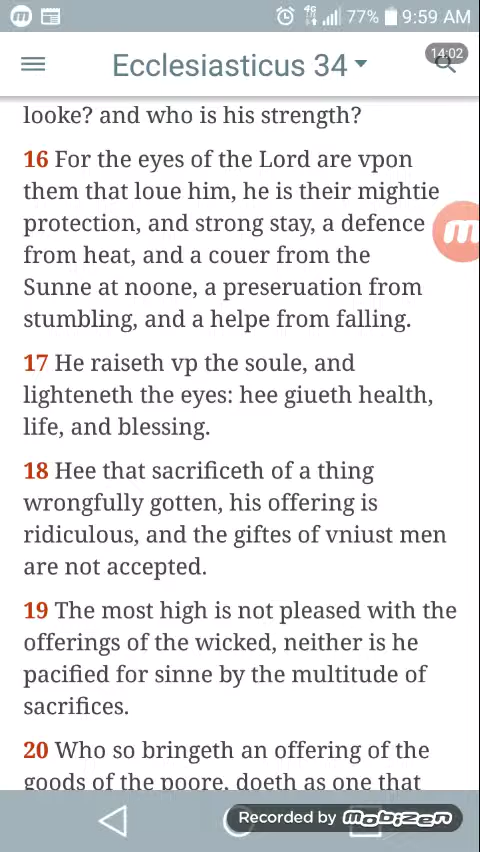 4G
77% 9:59 AM
Ecclesiasticus 34
14:02
looke? and who is his strength?
16 For the eyes of the Lord are vpon
them that loue him, he is their mightie
protection, and strong stay, a defence
from heat, and a couer from the
Sunne at noone, a preseruation from
stumbling, and a helpe from falling.
17 He raiseth vp the soule, and
lighteneth the eyes: hee giueth health,
life, and blessing.
18 Hee that sacrificeth of a thing
wrongfully gotten, his offering is
ridiculous, and the giftes of vniust men
are not accepted.
19 The most high is not pleased with the
offerings of the wicked, neither is he
pacified for sinne by the multitude of
sacrifices.
20 Who so bringeth an offering of the
goods of the poore, doeth as one that
Recorded by Mobizen